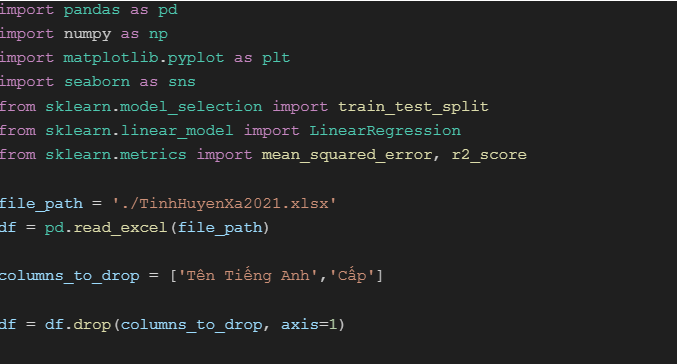 import pandas as pd
import numpy as np
import matplotlib.pyplot as plt
import seaborn as sns
from sklearn.model_selection import train_test_split
from sklearn.linear_model import LinearRegression
from sklearn.metrics import mean_squared_error, r2_score
file_path = './TinhHuyenXa2021.xlsx'
df = pd.read_excel(file_path)
columns_to_drop = ['Tên Tiếng Anh','Cấp']
df = df.drop(columns_to_drop, axis=1)